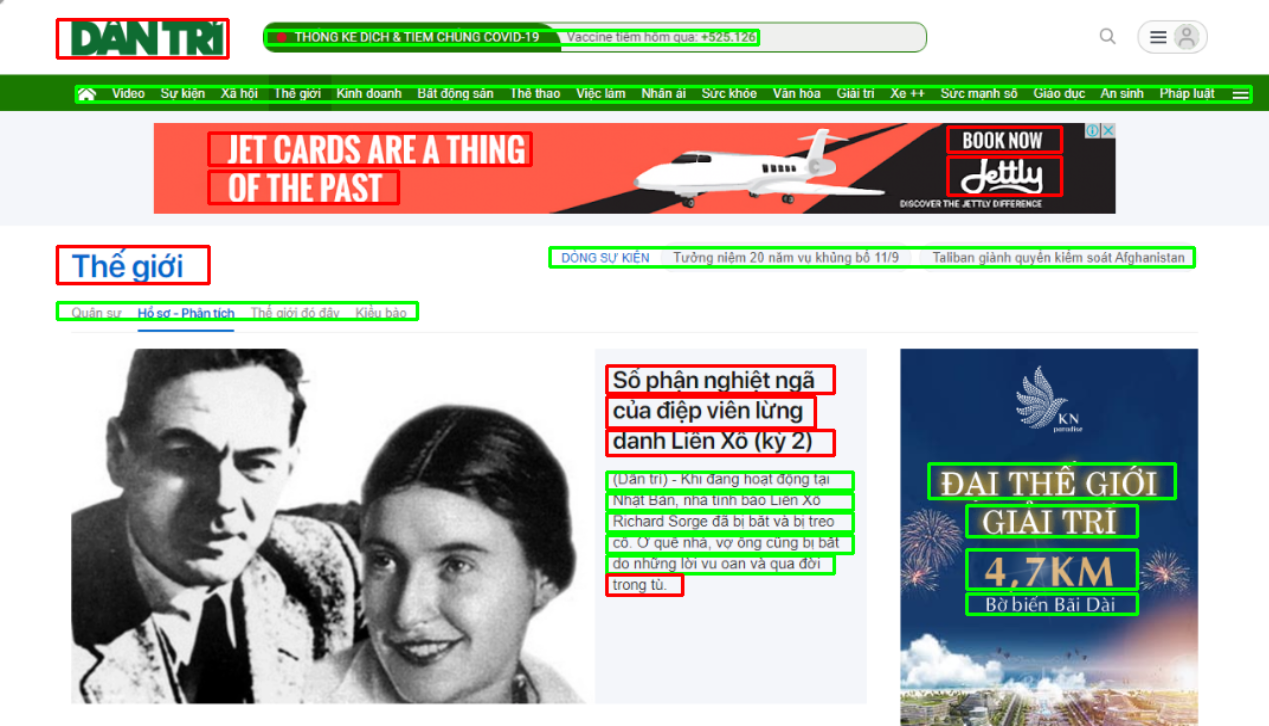 DÂN TRÍ
THỐNG KÊ DỊCH & TIÊM CHỦNG COVID-19 Vaccine tiêm hôm qua: +525.126
Video Sự kiện Xã hội Thế giới Kinh doanh Bất động sản Thể thao Việc làm Nhân ái Sức khỏe Văn hóa Giải trí Xe ++ Sức mạnh số Giáo dục An sinh Pháp luật
JET CARDS ARE A THING
OF THE PAST
BOOK NOW
Jettly
DISCOVER THE JETTLY DIFFERENCE
Thế giới
DÒNG SỰ KIỆN Tưởng niệm 20 năm vụ khủng bố 11/9 Taliban giành quyền kiểm soát Afghanistan
Quân sự Hồ sơ - Phân tích Thế giới đó đây Kiều bào
Số phận nghiệt ngã
của điệp viên lừng
danh Liên Xô (kỳ 2)
(Dân trí) - Khi đang hoạt động tại
Nhật Bản, nhà tình báo Liên Xô
Richard Sorge đã bị bắt và bị treo
cổ. Ở quê nhà, vợ ông cũng bị bắt
do những lời vu oan và qua đời
trong tù.
KN
paradise
ĐẠI THẾ GIỚI
GIẢI TRÍ
4,7KM
Bờ biển Bãi Dài